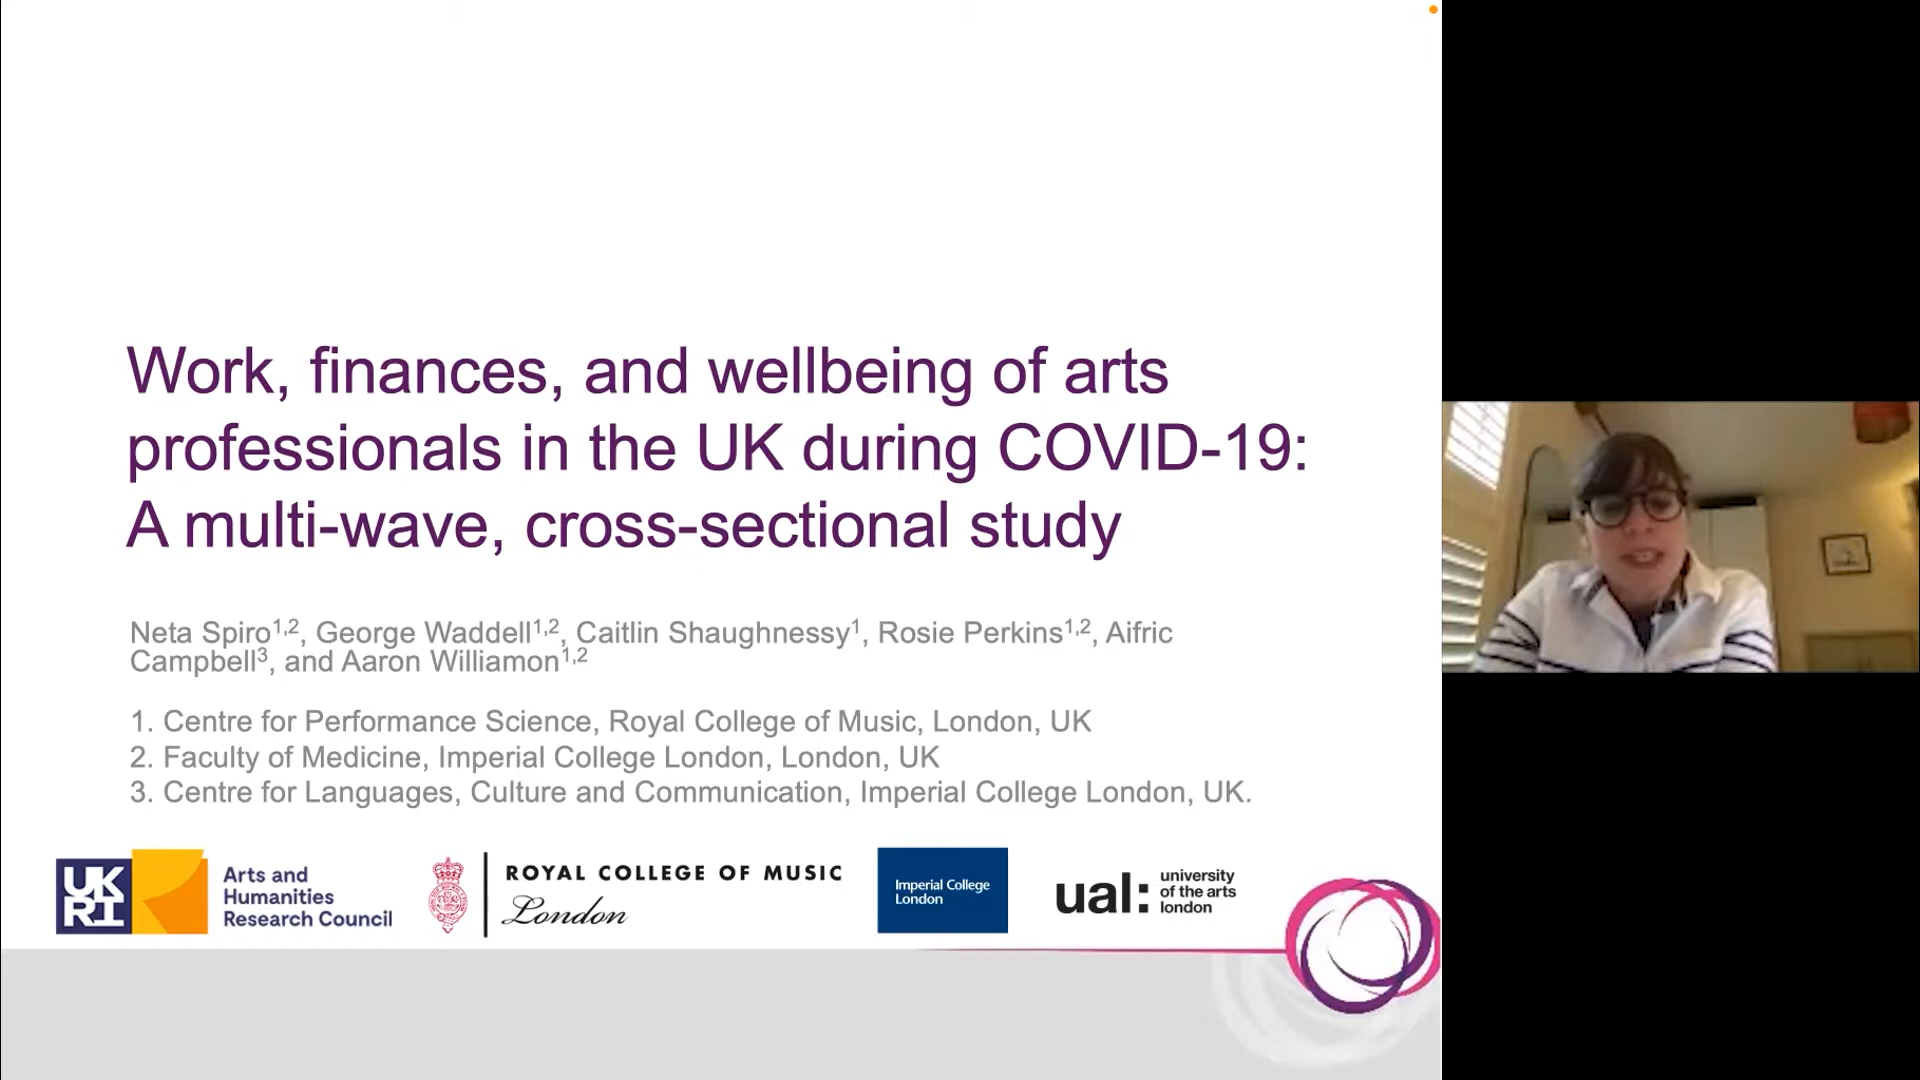 Work, finances, and wellbeing of arts
professionals in the UK during COVID-19:
A multi-wave, cross-sectional study
Neta Spiro1,2, George Waddell1,2, Caitlin Shaughnessy1, Rosie Perkins1,2, Aifric
Campbell3, and Aaron Williamon1,2
1. Centre for Performance Science, Royal College of Music, London, UK
2. Faculty of Medicine, Imperial College London, London, UK
3. Centre for Languages, Culture and Communication, Imperial College London, UK.
UK
RI
Arts and
Humanities
Research Council
ROYAL COLLEGE OF MUSIC
London
Imperial College
London
ual:
university
of the arts
london